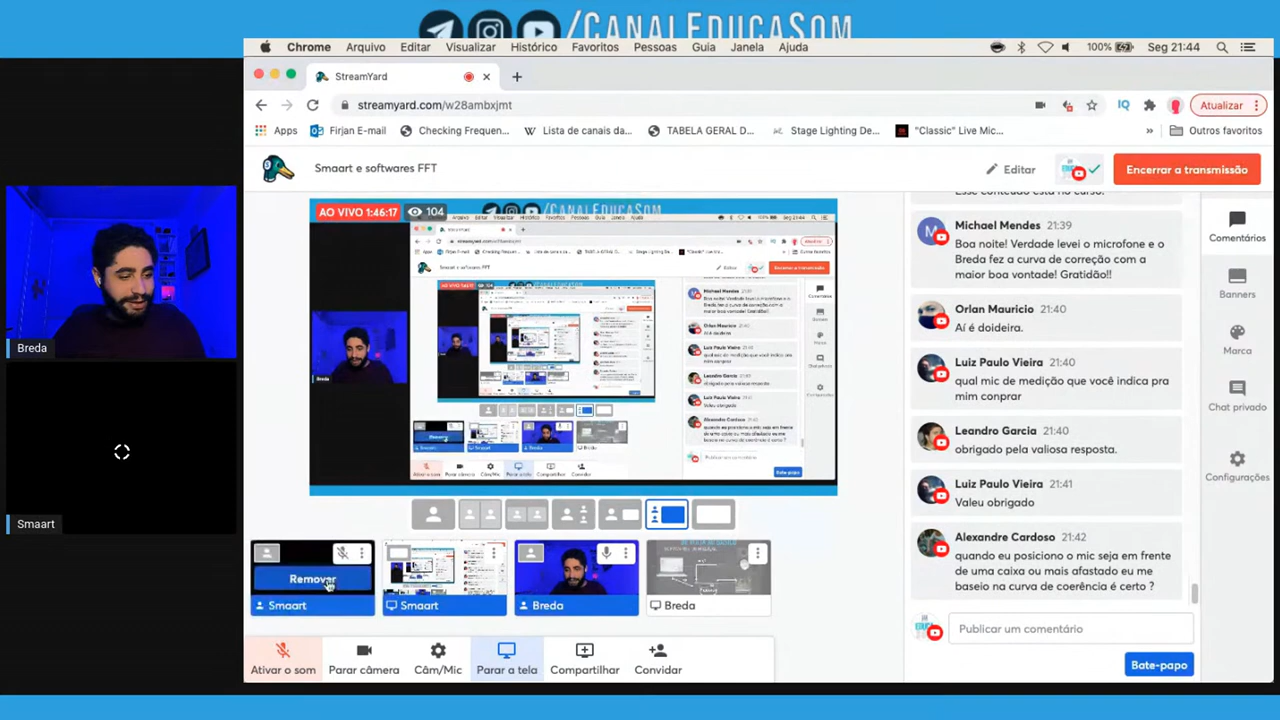 /CanalEducaSom
Chrome Arquivo Editar Visualizar Histórico Favoritos Pessoas Guia Janela Ajuda 100% Seg 21:44
StreamYard
streamyard.com/w28ambxjmt
Atualizar
Apps Firjan E-mail Checking Frequen... Lista de canais da... TABELA GERAL D... Stage Lighting De... "Classic" Live Mic... » Outros favoritos
Smaart e softwares FFT
Editar
Encerrar a transmissão
AO VIVO 1:46:17 104
Esse conteúdo está no curso.
Michael Mendes 21:39
Boa noite! Verdade levei o microfone e o
Breda fez a curva de correção com a
maior boa vontade! Gratidão!!
Orlan Mauricio 21:40
Aí é doideira.
Luiz Paulo Vieira 21:40
qual mic de medição que você indica pra
mim conprar
Leandro Garcia 21:40
obrigado pela valiosa resposta.
Luiz Paulo Vieira 21:41
Valeu obrigado
Alexandre Cardoso 21:42
quando eu posiciono o mic seja em frente
de uma caixa ou mais afastado eu me
baseio na curva de coerência é certo ?
Publicar um comentário
Bate-papo
Comentários
Banners
Marca
Chat privado
Configurações
Breda
Smaart
Remover
Smaart
Smaart
Breda
Breda
Ativar o som
Parar câmera
Câm/Mic
Parar a tela
Compartilhar
Convidar